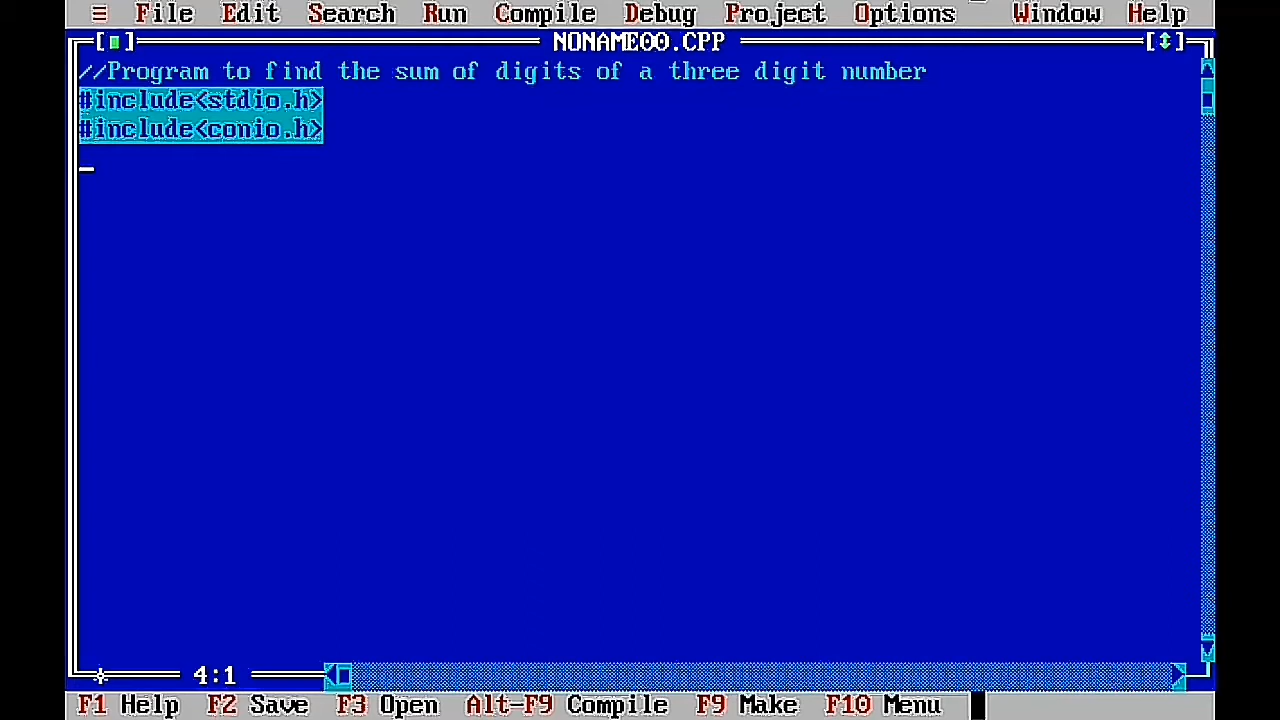 ≡ File Edit Search Run Compile Debug Project Options Window Help
[■] NONAME00.CPP [↕]
//Program to find the sum of digits of a three digit number
#include<stdio.h>
#include<conio.h>
4:1
F1 Help F2 Save F3 Open Alt-F9 Compile F9 Make F10 Menu